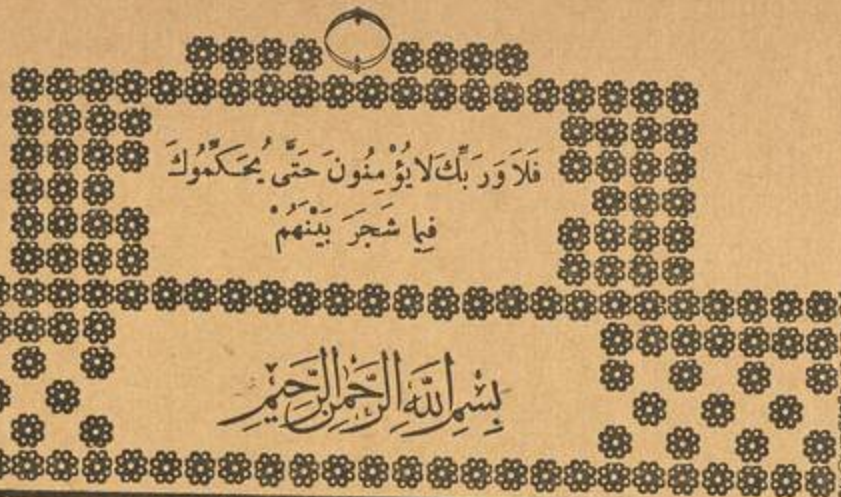 فَلَا وَرَبِّكَ لَا يُؤْمِنُونَ حَتَّى يُحَكِّمُوكَ
فِيمَا شَجَرَ بَيْنَهُمْ
بِسْمِ اللَّهِ الرَّحْمَنِ الرَّحِيمِ